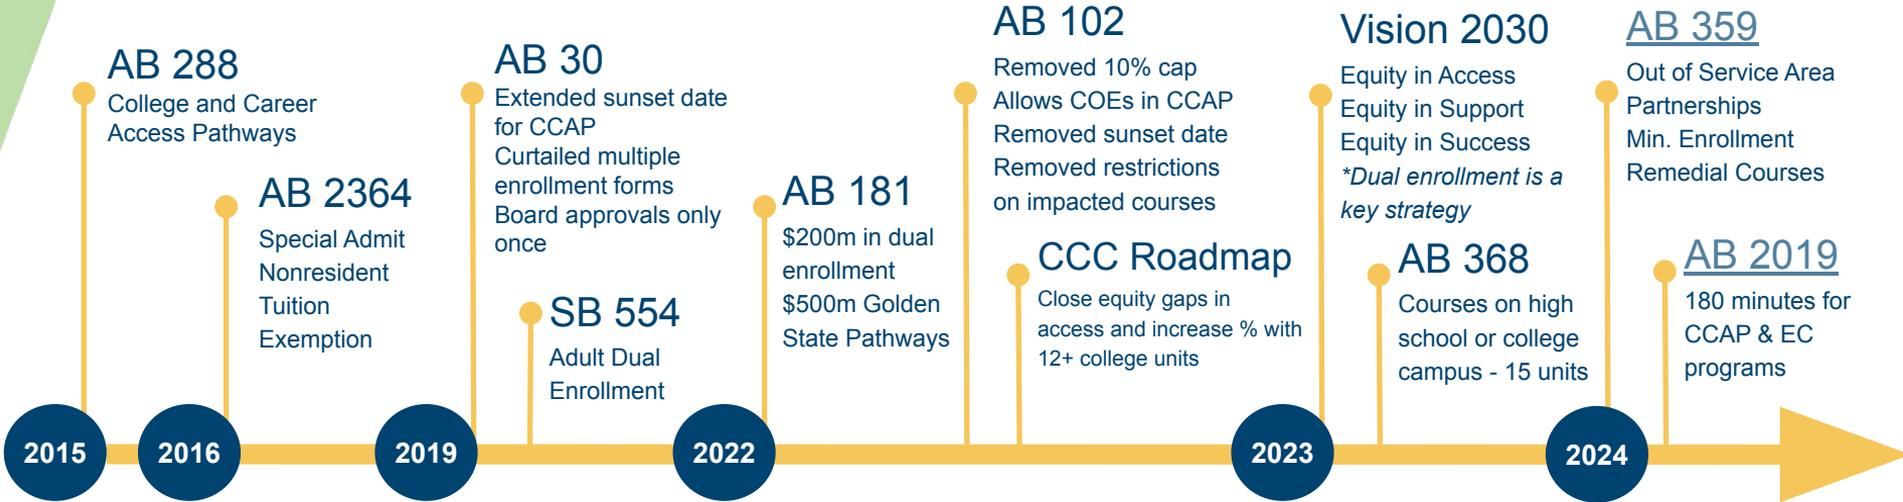 AB 288
College and Career
Access Pathways
AB 2364
Special Admit
Nonresident
Tuition
Exemption
AB 30
Extended sunset date
for CCAP
Curtailed multiple
enrollment forms
Board approvals only
once
SB 554
Adult Dual
Enrollment
AB 181
$200m in dual
enrollment
$500m Golden
State Pathways
AB 102
Removed 10% cap
Allows COEs in CCAP
Removed sunset date
Removed restrictions
on impacted courses
CCC Roadmap
Close equity gaps in
access and increase % with
12+ college units
Vision 2030
Equity in Access
Equity in Support
Equity in Success
*Dual enrollment is a
key strategy
AB 368
Courses on high
school or college
campus - 15 units
AB 359
Out of Service Area
Partnerships
Min. Enrollment
Remedial Courses
AB 2019
180 minutes for
CCAP & EC
programs
2015
2016
2019
2022
2023
2024